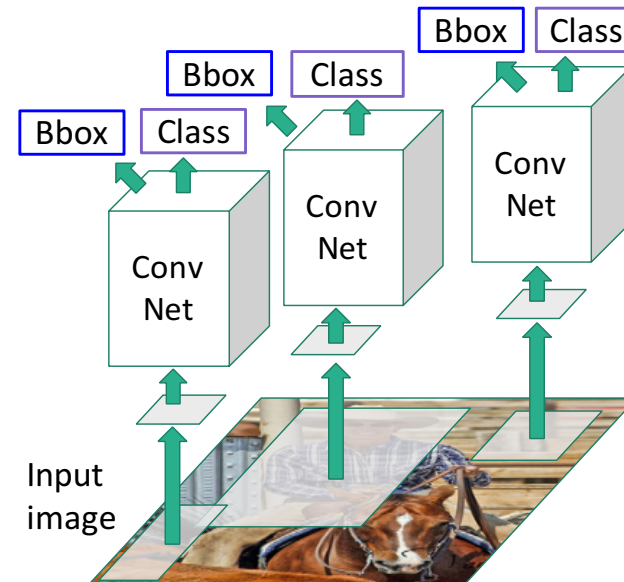 Bbox
Class
Bbox
Class
Bbox
Class
Conv
Net
Conv
Net
Conv
Net
Input
image